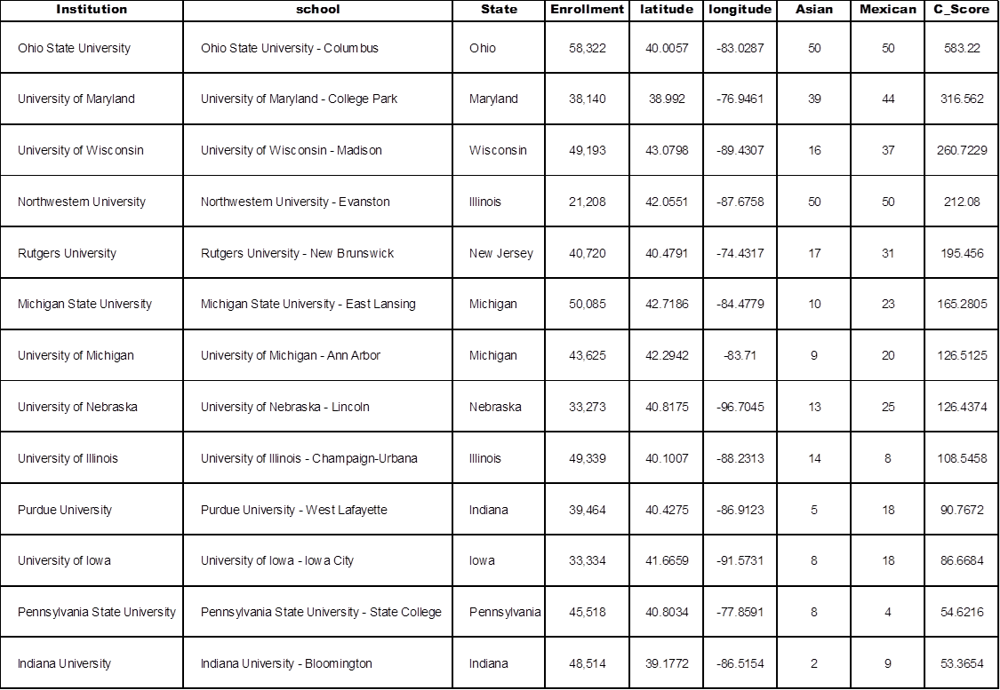 Institution school State Enrollment latitude longitude Asian Mexican C_Score
Ohio State University Ohio State University - Columbus Ohio 58,322 40.0057 -83.0287 50 50 583.22
University of Maryland University of Maryland - College Park Maryland 38,140 38.992 -76.9461 39 44 316.562
University of Wisconsin University of Wisconsin - Madison Wisconsin 49,193 43.0798 -89.4307 16 37 260.7229
Northwestern University Northwestern University - Evanston Illinois 21,208 42.0551 -87.6758 50 50 212.08
Rutgers University Rutgers University - New Brunswick New Jersey 40,720 40.4791 -74.4317 17 31 195.456
Michigan State University Michigan State University - East Lansing Michigan 50,085 42.7186 -84.4779 10 23 165.2805
University of Michigan University of Michigan - Ann Arbor Michigan 43,625 42.2942 -83.71 9 20 126.5125
University of Nebraska University of Nebraska - Lincoln Nebraska 33,273 40.8175 -96.7045 13 25 126.4374
University of Illinois University of Illinois - Champaign-Urbana Illinois 49,339 40.1007 -88.2313 14 8 108.5458
Purdue University Purdue University - West Lafayette Indiana 39,464 40.4275 -86.9123 5 18 90.7672
University of Iowa University of Iowa - Iowa City Iowa 33,334 41.6659 -91.5731 8 18 86.6684
Pennsylvania State University Pennsylvania State University - State College Pennsylvania 45,518 40.8034 -77.8591 8 4 54.6216
Indiana University Indiana University - Bloomington Indiana 48,514 39.1772 -86.5154 2 9 53.3654